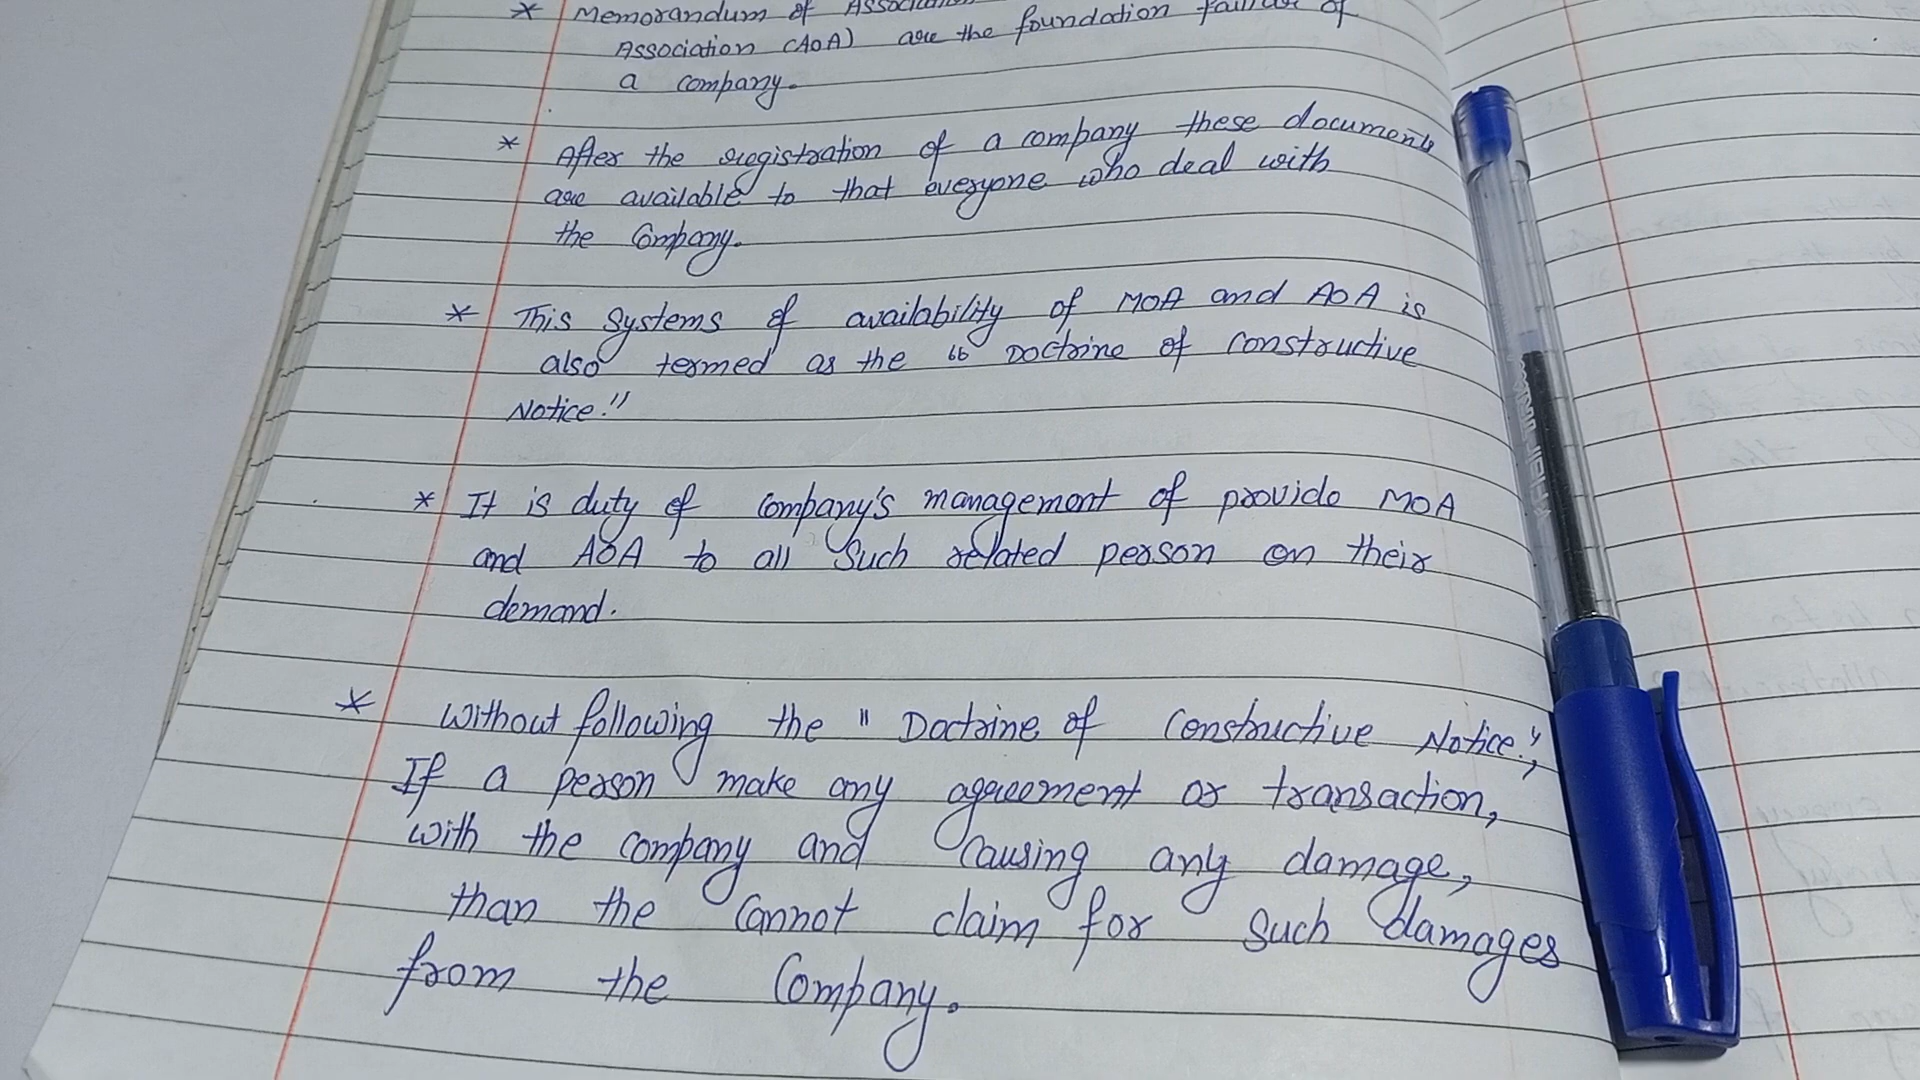 * Memorandum of Association
Association (AOA) are the foundation failure of
a company.
* After the registration of a company these documents
are available to that everyone who deal with
the Company.
* This Systems of availability of MOA and AOA is
also termed as the "Doctrine of Constructive
Notice."
* It is duty of Company's management of provide MOA
and AOA to all Such related person on their
demand.
* without following the "Doctrine of Constructive Notice.",
If a person make any agreement or transaction,
with the company and Causing any damage,
than the Cannot claim for Such damages
from the Company.